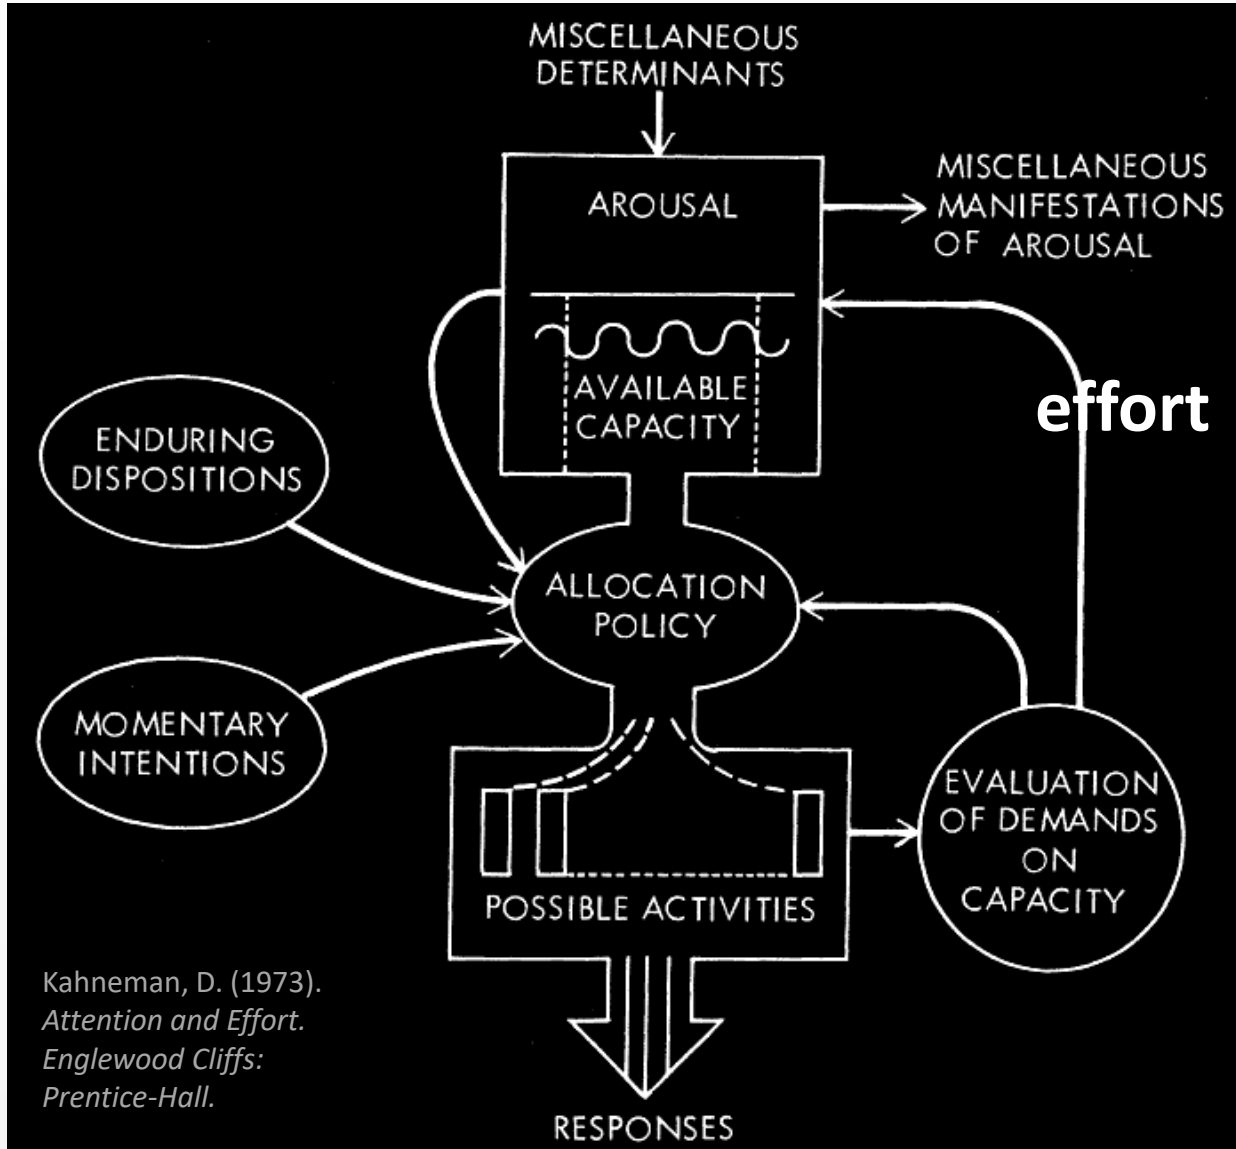 MISCELLANEOUS
DETERMINANTS
AROUSAL
MISCELLANEOUS
MANIFESTATIONS
OF AROUSAL
AVAILABLE
CAPACITY
effort
ENDURING
DISPOSITIONS
ALLOCATION
POLICY
MOMENTARY
INTENTIONS
EVALUATION
OF DEMANDS
ON
CAPACITY
POSSIBLE ACTIVITIES
Kahneman, D. (1973).
Attention and Effort.
Englewood Cliffs:
Prentice-Hall.
RESPONSES